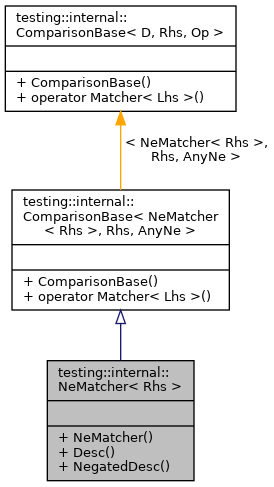 testing::internal::
ComparisonBase< D, Rhs, Op >
+ ComparisonBase()
+ operator Matcher< Lhs >()
< NeMatcher< Rhs >,
Rhs, AnyNe >
testing::internal::
ComparisonBase< NeMatcher
< Rhs >, Rhs, AnyNe >
+ ComparisonBase()
+ operator Matcher< Lhs >()
testing::internal::
NeMatcher< Rhs >
+ NeMatcher()
+ Desc()
+ NegatedDesc()